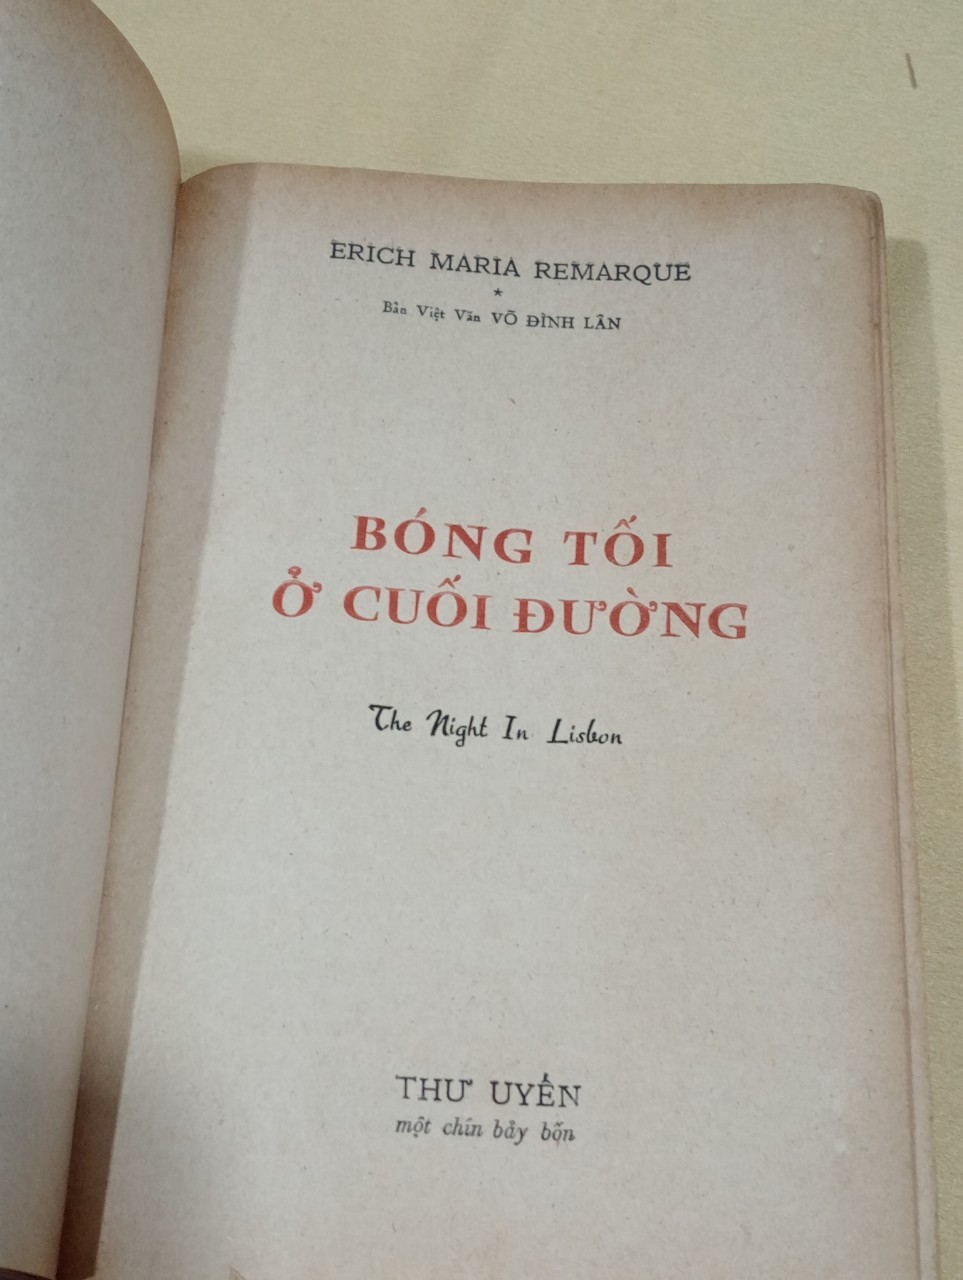 ERICH MARIA REMARQUE
*
Bản Việt Văn VÕ ĐÌNH LÂN
BÓNG TỐI
Ở CUỐI ĐƯỜNG
The Night In Lisbon
THƯ UYỂN
một chín bảy bốn